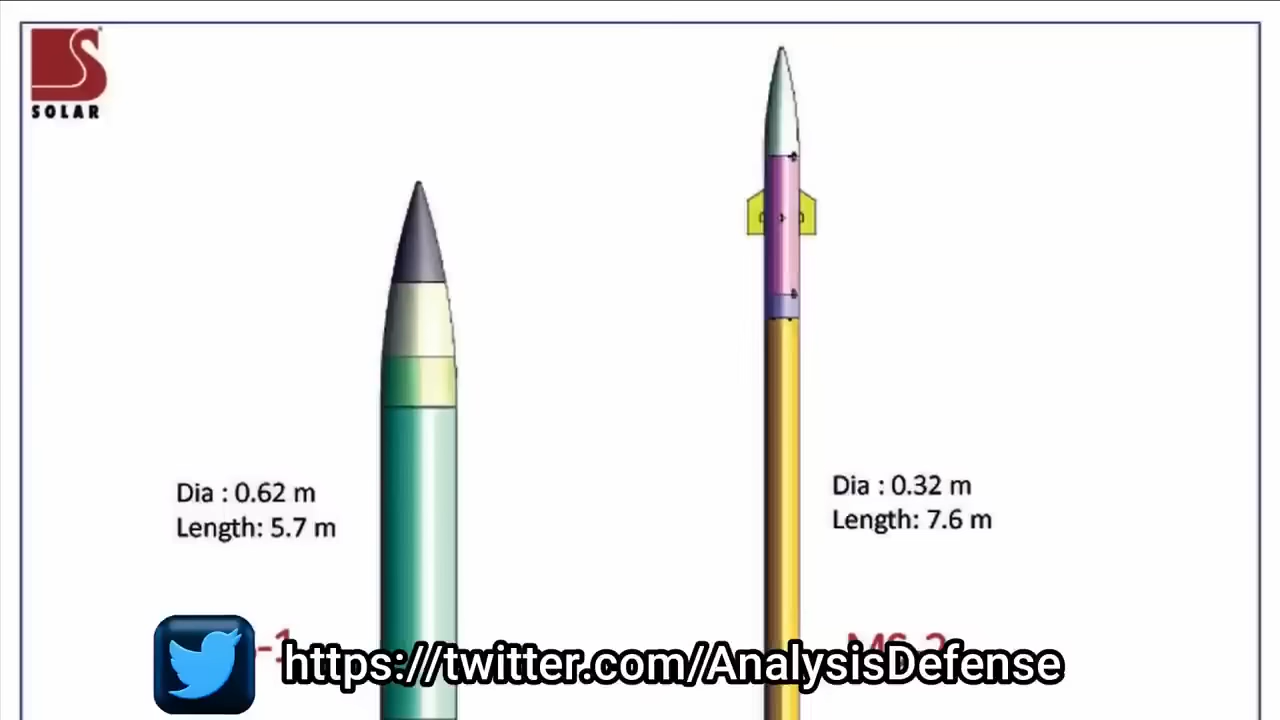 SOLAR
Dia : 0.62 m
Length: 5.7 m
Dia : 0.32 m
Length: 7.6 m
https://twitter.com/AnalysisDefense